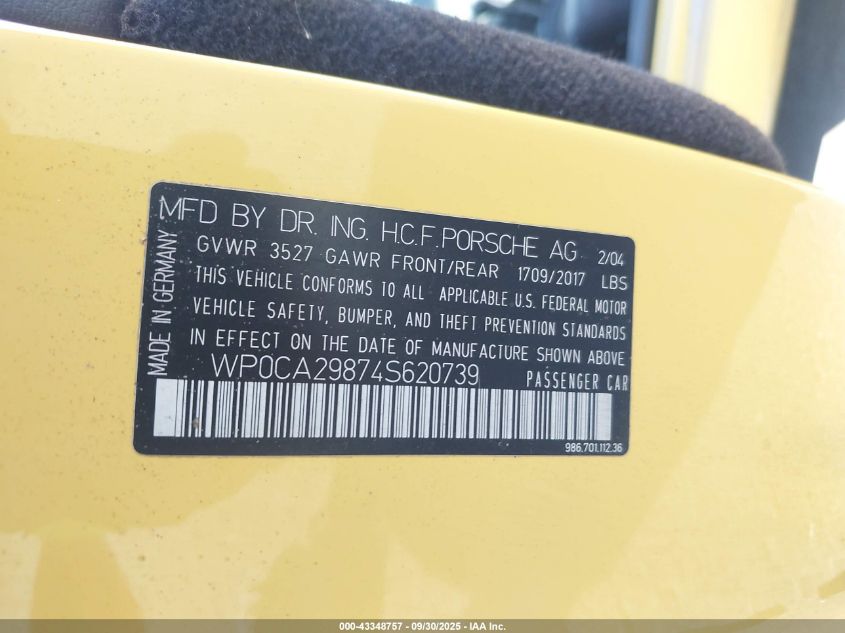 MFD BY DR. ING. H.C.F. PORSCHE AG 2/04
GVWR 3527 GAWR FRONT/REAR 1709/2017 LBS
THIS VEHICLE CONFORMS TO ALL APPLICABLE U.S. FEDERAL MOTOR
VEHICLE SAFETY, BUMPER, AND THEFT PREVENTION STANDARDS
IN EFFECT ON THE DATE OF MANUFACTURE SHOWN ABOVE
WP0CA29874S620739 PASSENGER CAR
MADE IN GERMANY
986.701.112.36
000-43348757 - 09/30/2025 - IAA Inc.